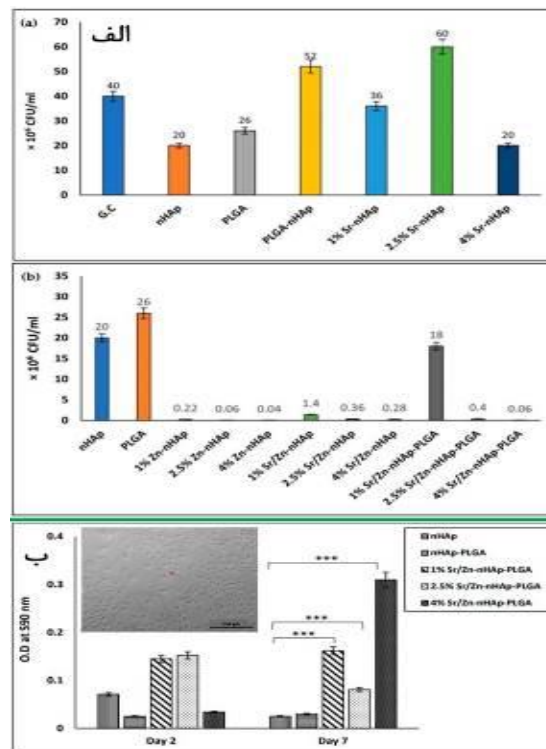 (a)
الف
× 10⁶ CFU/ml
70
60
50
40
30
20
10
0
40
20
26
52
36
60
20
G.C
nHAp
PLGA
PLGA-nHAp
1% Sr-nHAp
2.5% Sr-nHAp
4% Sr-nHAp
(b)
× 10⁶ CFU/ml
35
30
25
20
15
10
5
0
20
26
0.22
0.06
0.04
1.4
0.36
0.28
18
0.4
0.06
nHAp
PLGA
1% Zn-nHAp
2.5% Zn-nHAp
4% Zn-nHAp
1% Sr/Zn-nHAp
2.5% Sr/Zn-nHAp
4% Sr/Zn-nHAp
1% Sr/Zn-nHAp-PLGA
2.5% Sr/Zn-nHAp-PLGA
4% Sr/Zn-nHAp-PLGA
ب
O.D at 590 nm
0.4
0.3
0.2
0.1
0
***
***
***
nHAp
nHAp-PLGA
1% Sr/Zn-nHAp-PLGA
2.5% Sr/Zn-nHAp-PLGA
4% Sr/Zn-nHAp-PLGA
Day 2
Day 7